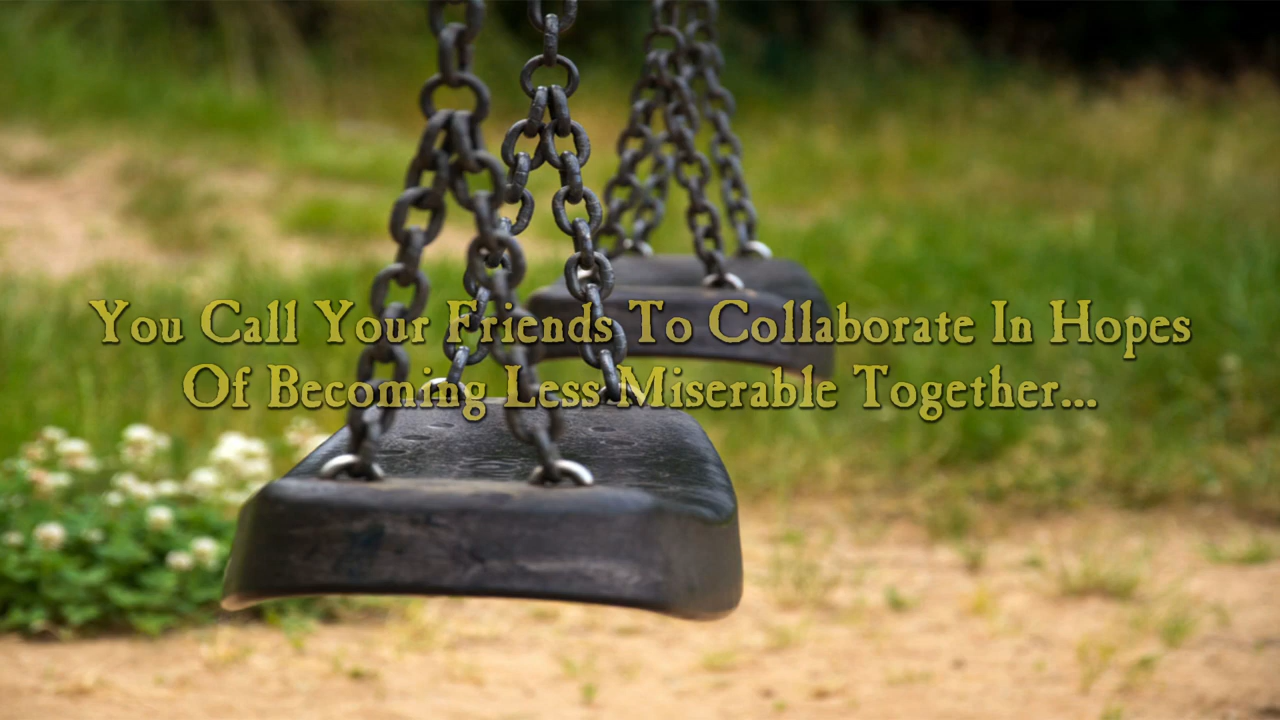 You Call Your Friends To Collaborate In Hopes
Of Becoming Less Miserable Together...